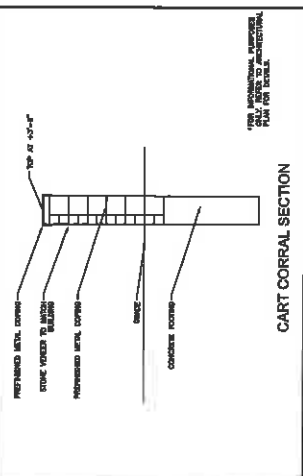 PREFINISHED METAL COPING
TOP AT +3'-8"
STONE VENEER TO MATCH
BUILDING
PREFINISHED METAL COPING
GRADE
CONCRETE FOOTING
*FOR INFORMATIONAL PURPOSES
ONLY. REFER TO ARCHITECTURAL
PLAN FOR DETAILS.
CART CORRAL SECTION